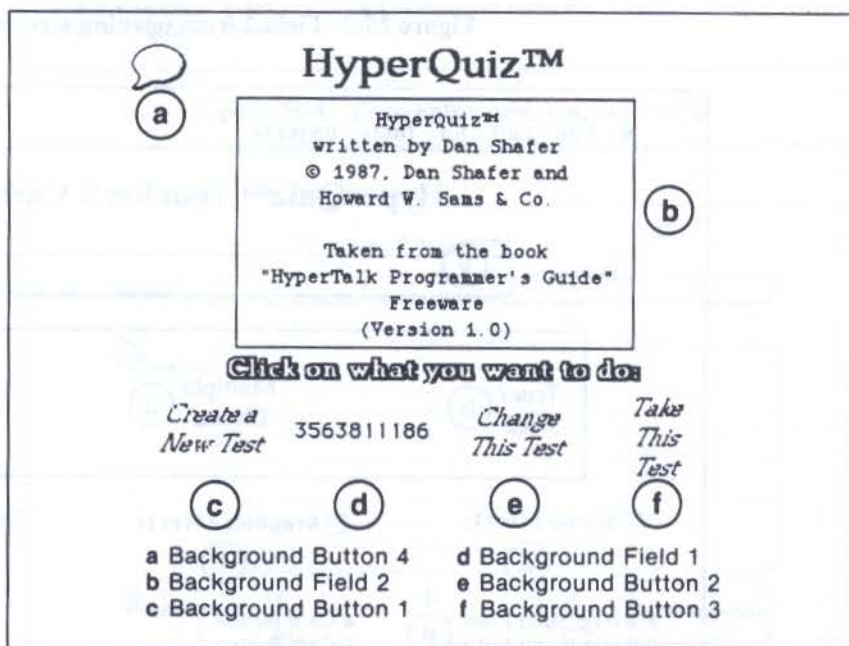 HyperQuiz™
a
HyperQuiz™
written by Dan Shafer
© 1987, Dan Shafer and
Howard W. Sams & Co.
b
Taken from the book
"HyperTalk Programmer's Guide"
Freeware
(Version 1.0)
Click on what you want to do:
Create a
New Test
3563811186
Change
This Test
Take
This
Test
c
d
e
f
a Background Button 4
b Background Field 2
c Background Button 1
d Background Field 1
e Background Button 2
f Background Button 3